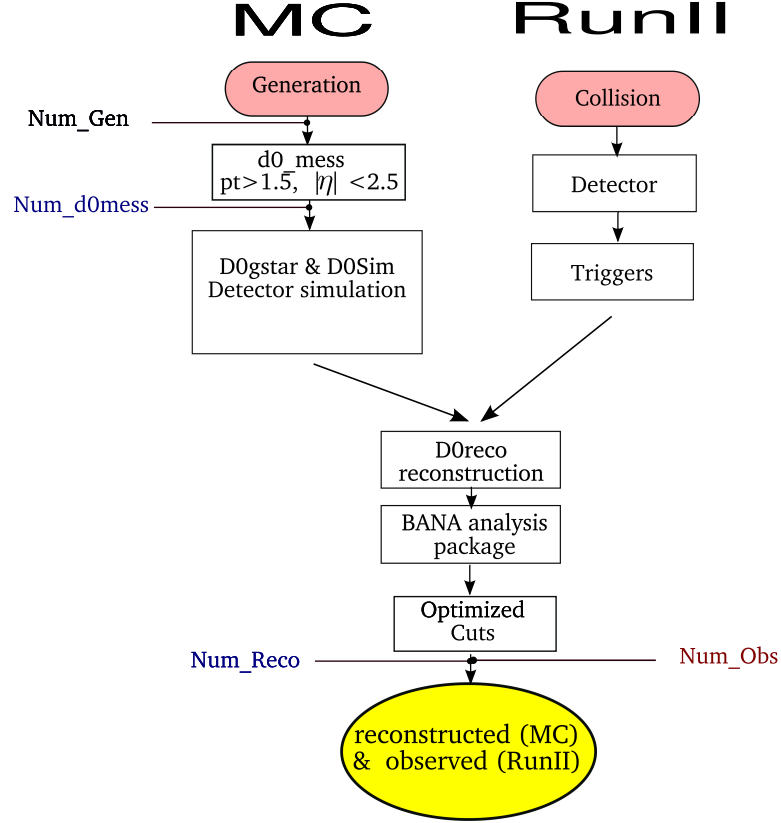 MC
RunII
Generation
Collision
Num_Gen
d0_mess
pt>1.5, |η| <2.5
Detector
Num_d0mess
D0gstar & D0Sim
Detector simulation
Triggers
D0reco
reconstruction
BANA analysis
package
Optimized
Cuts
Num_Reco
Num_Obs
reconstructed (MC)
& observed (RunII)